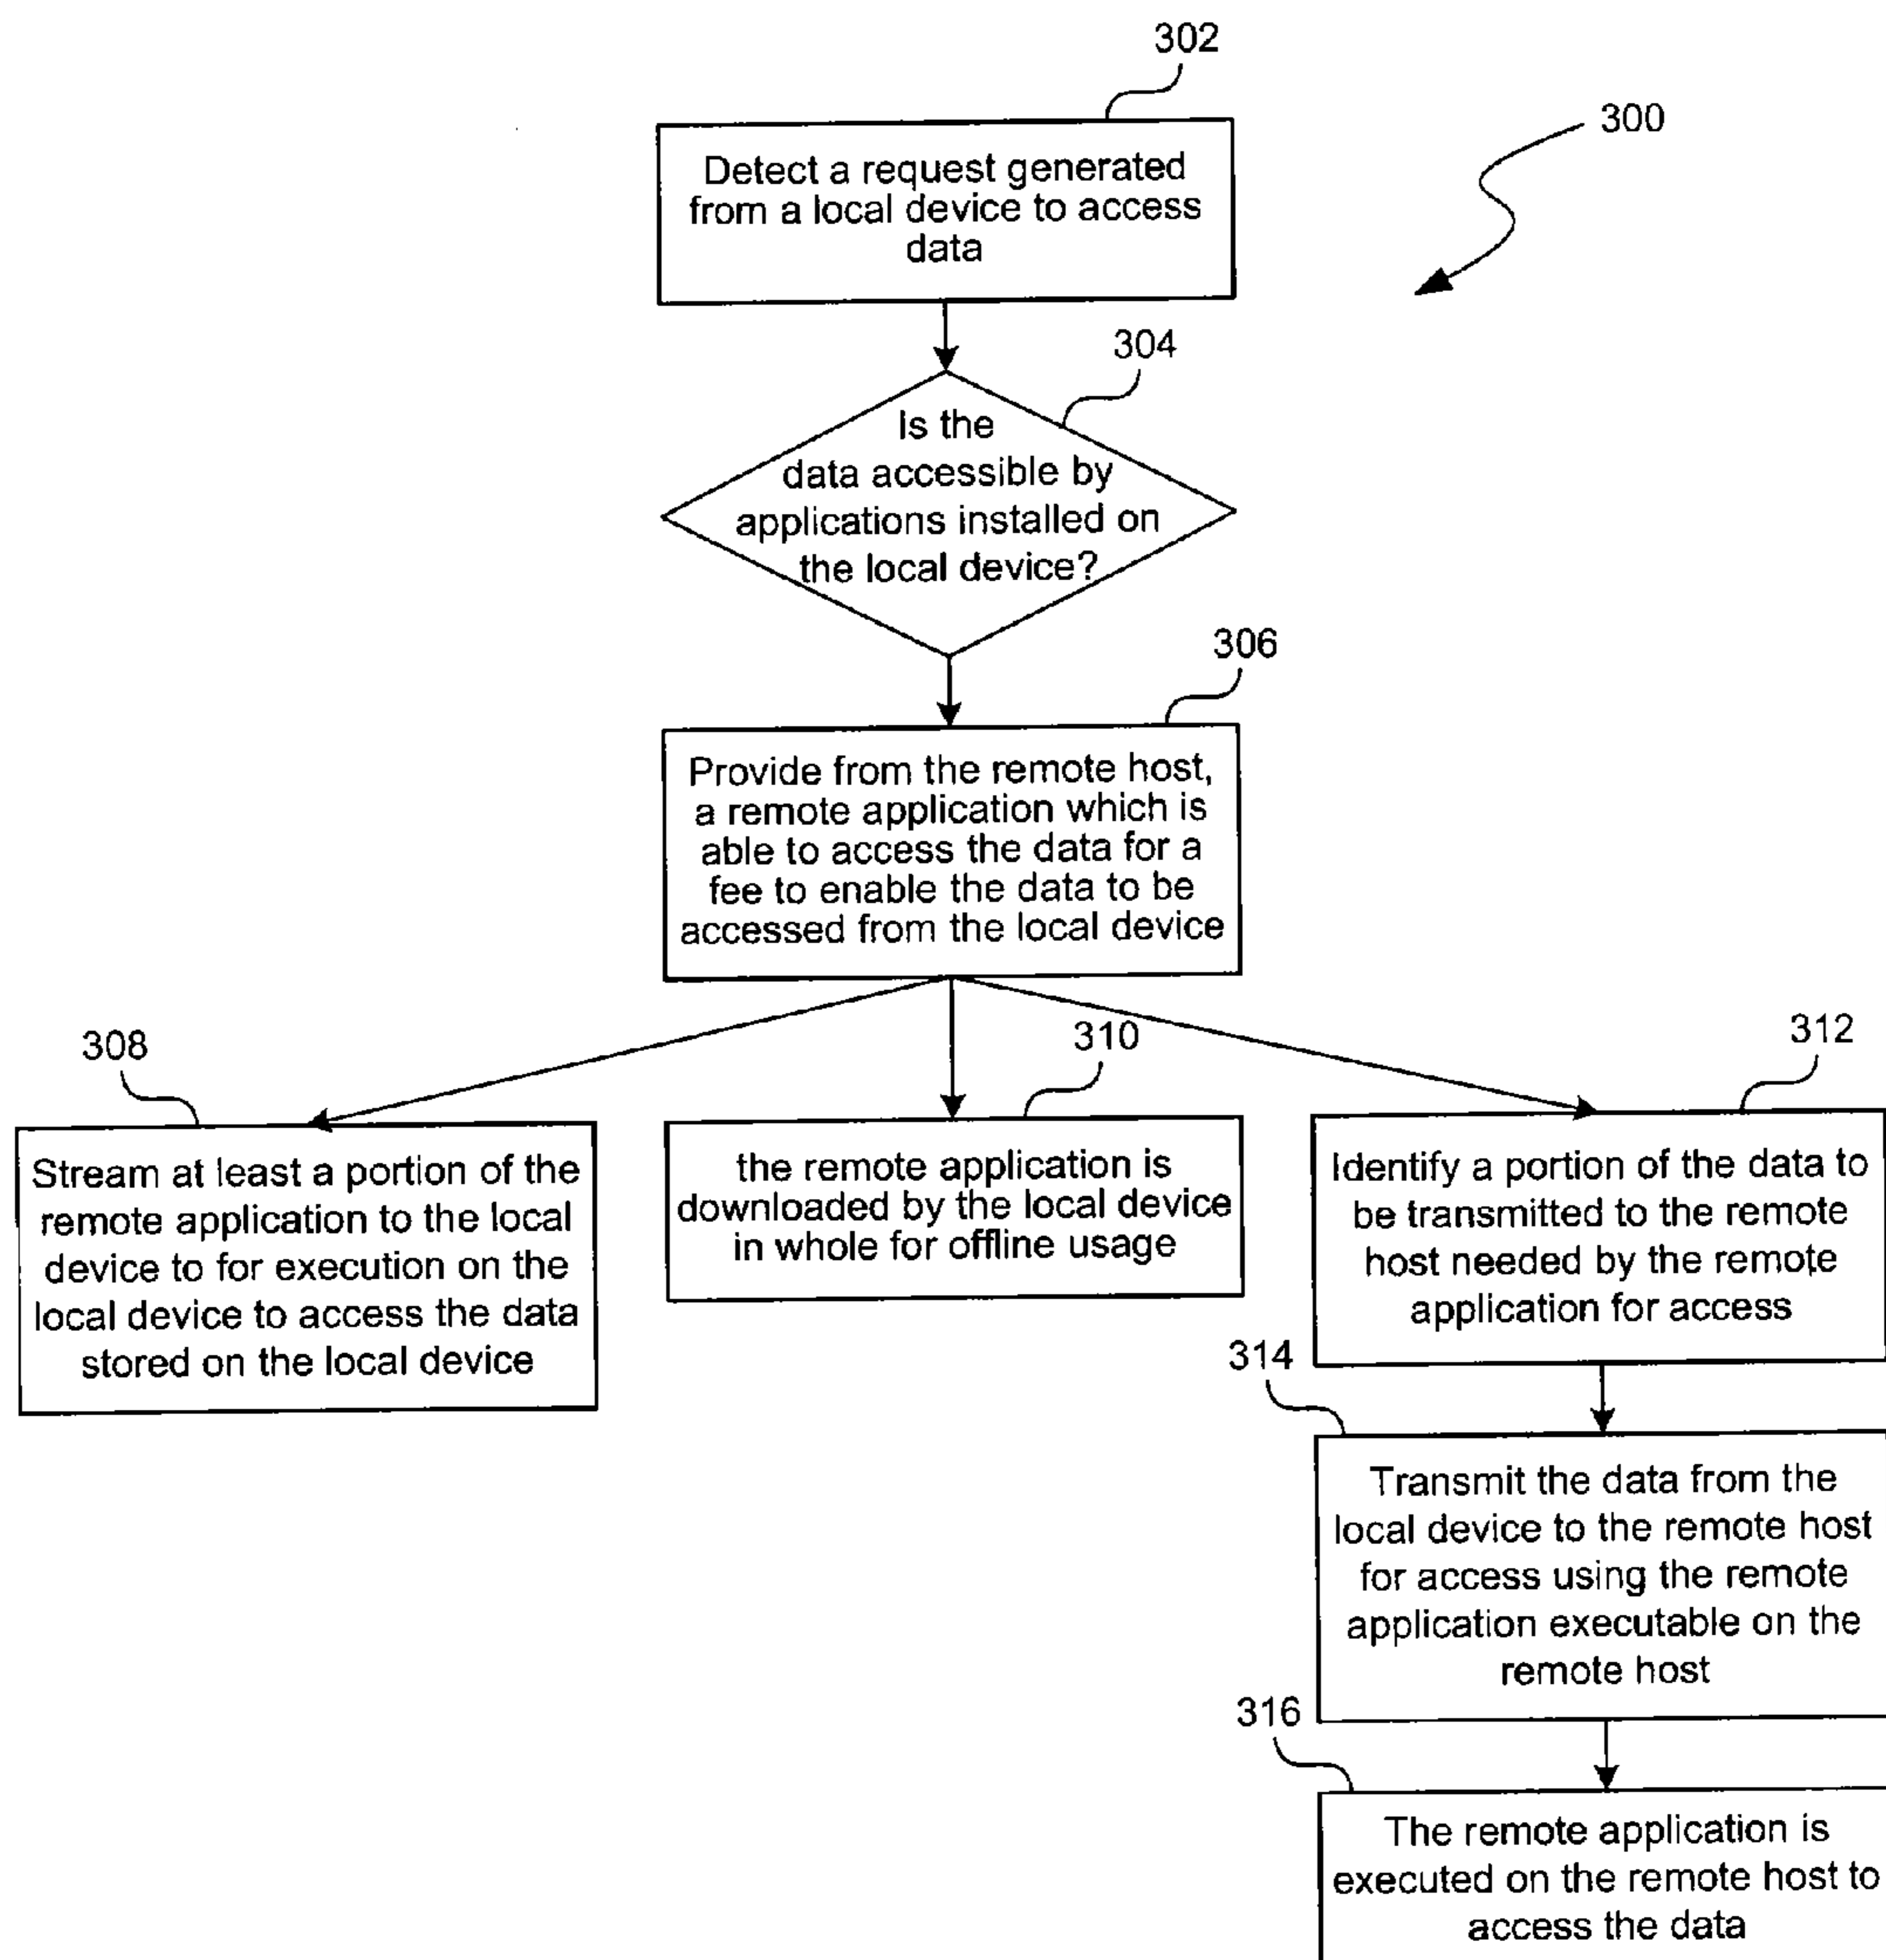 302
300
Detect a request generated
from a local device to access
data
304
Is the
data accessible by
applications installed on
the local device?
306
Provide from the remote host,
a remote application which is
able to access the data for a
fee to enable the data to be
accessed from the local device
308
310
312
Stream at least a portion of the
remote application to the local
device to for execution on the
local device to access the data
stored on the local device
the remote application is
downloaded by the local device
in whole for offline usage
Identify a portion of the data to
be transmitted to the remote
host needed by the remote
application for access
314
Transmit the data from the
local device to the remote host
for access using the remote
application executable on the
remote host
316
The remote application is
executed on the remote host to
access the data